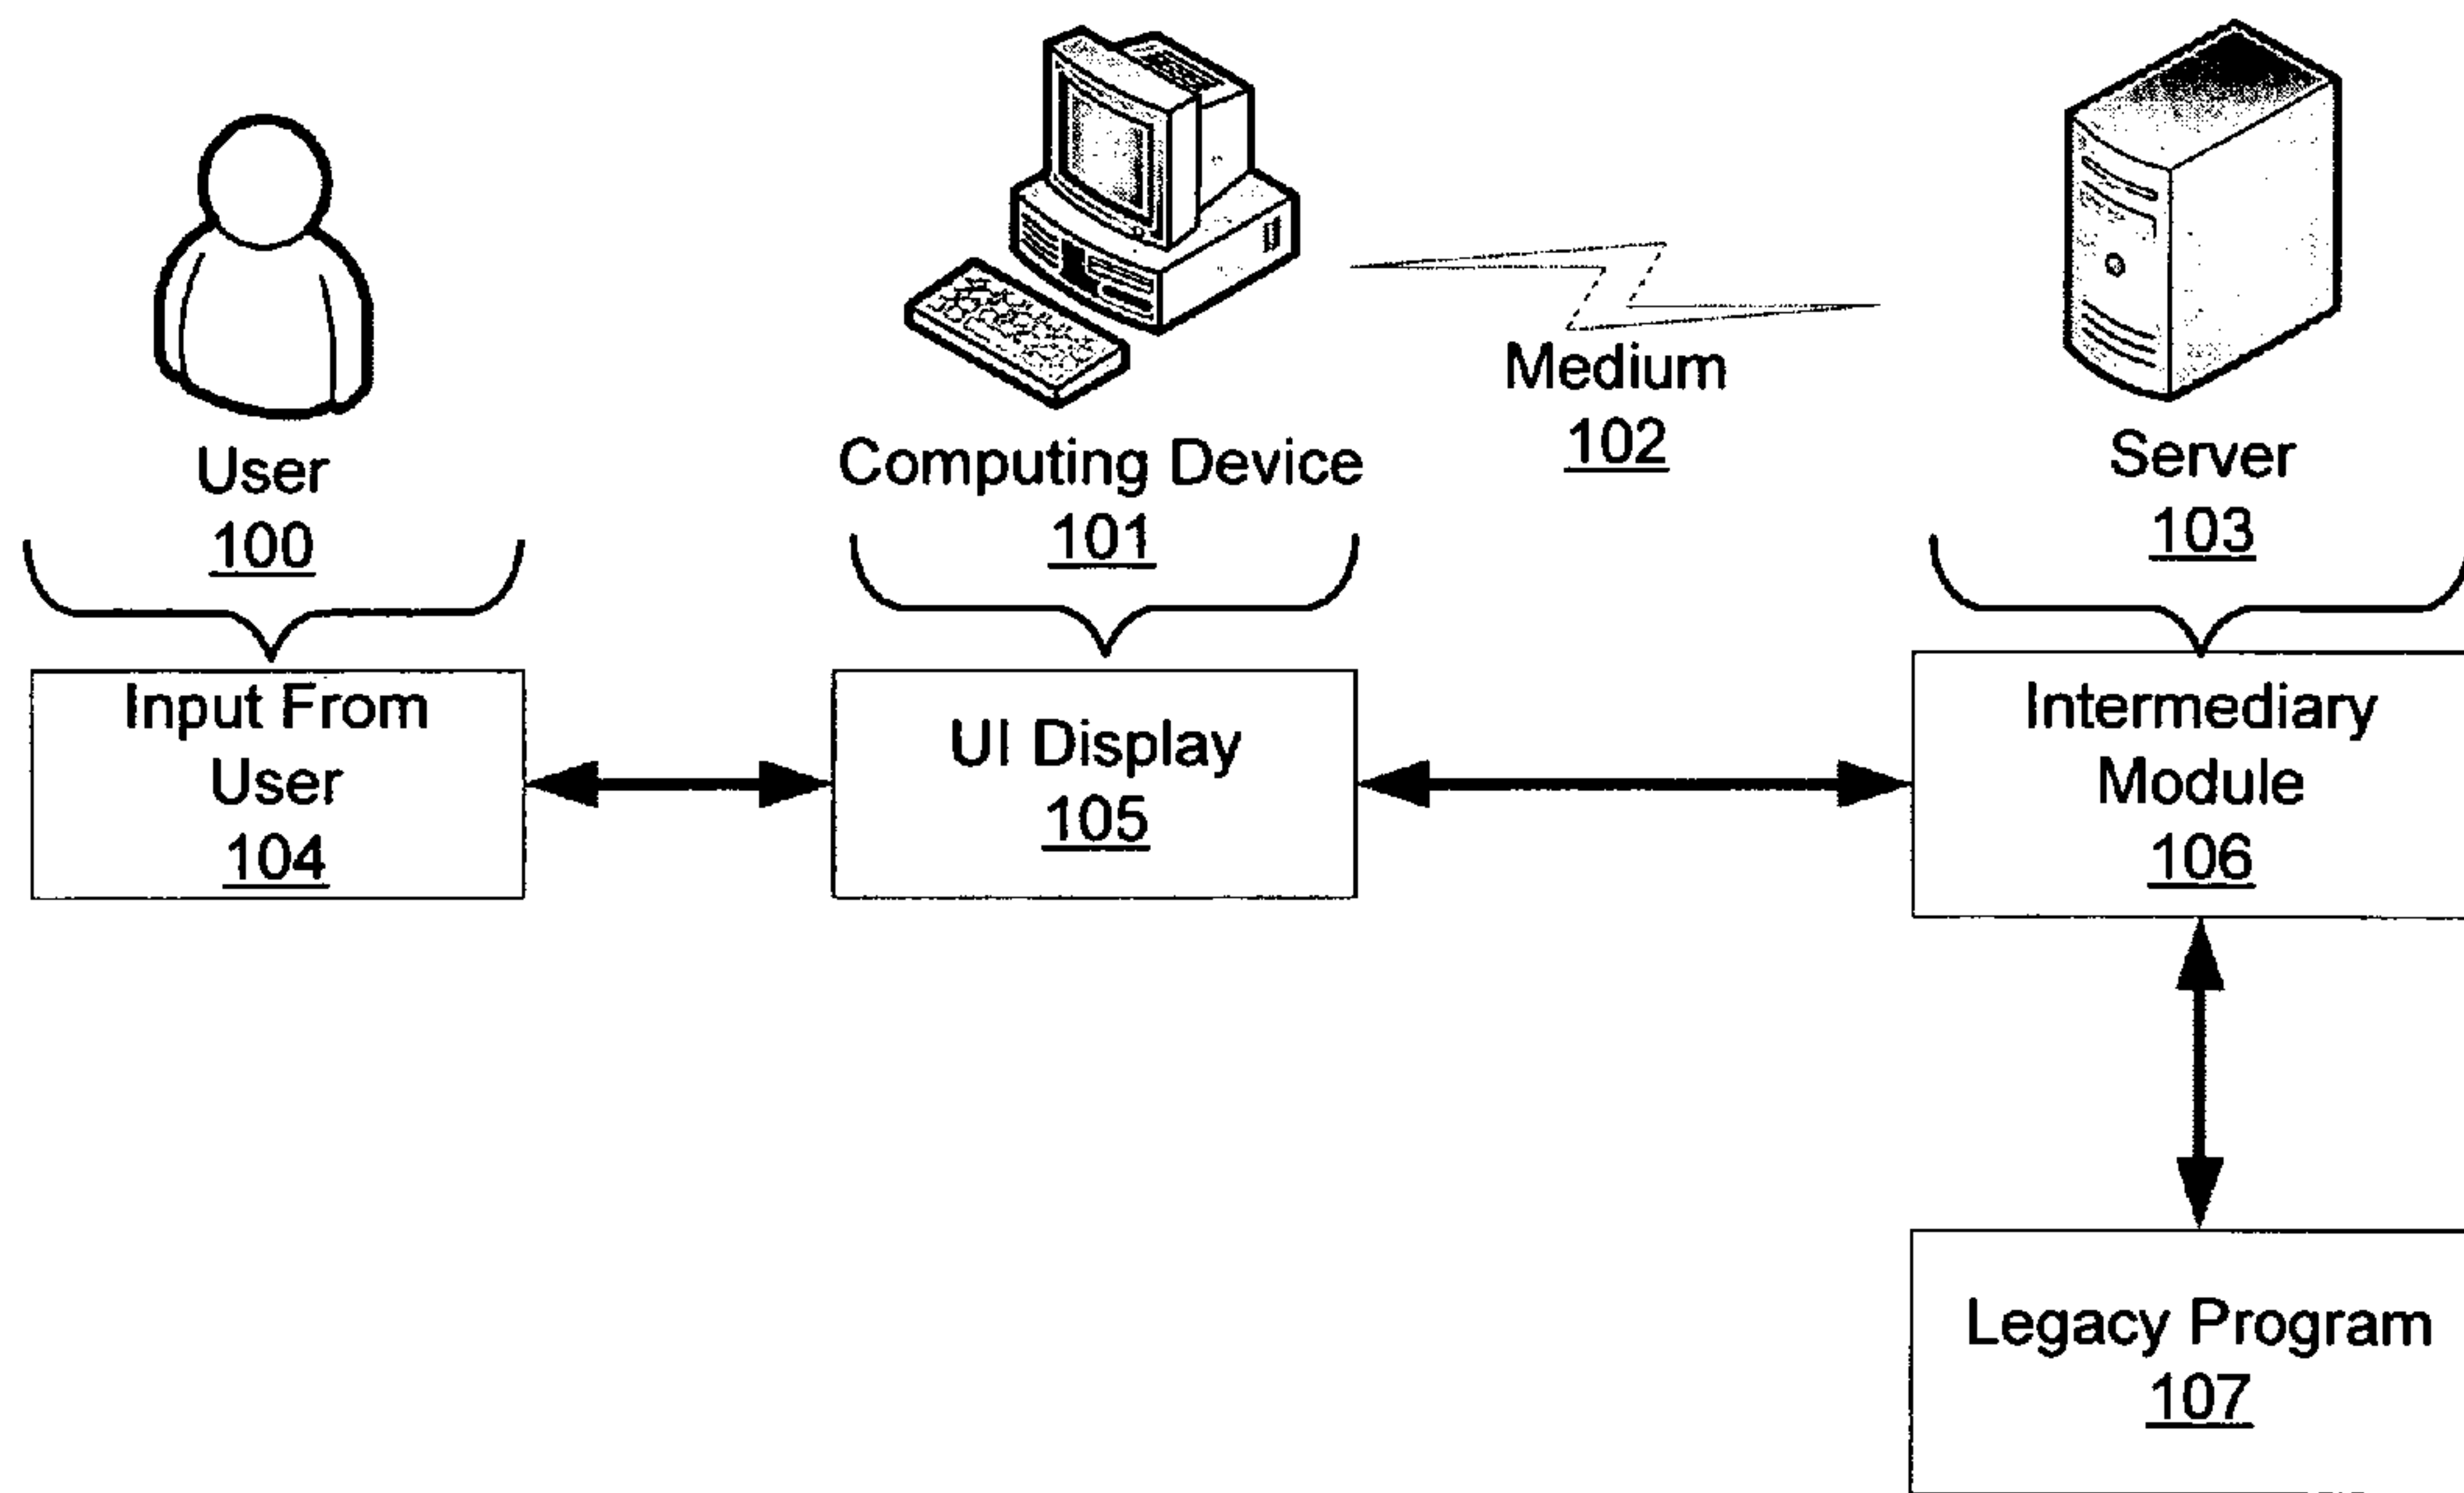 User
100
Computing Device
101
Medium
102
Server
103
Input From
User
104
UI Display
105
Intermediary
Module
106
Legacy Program
107